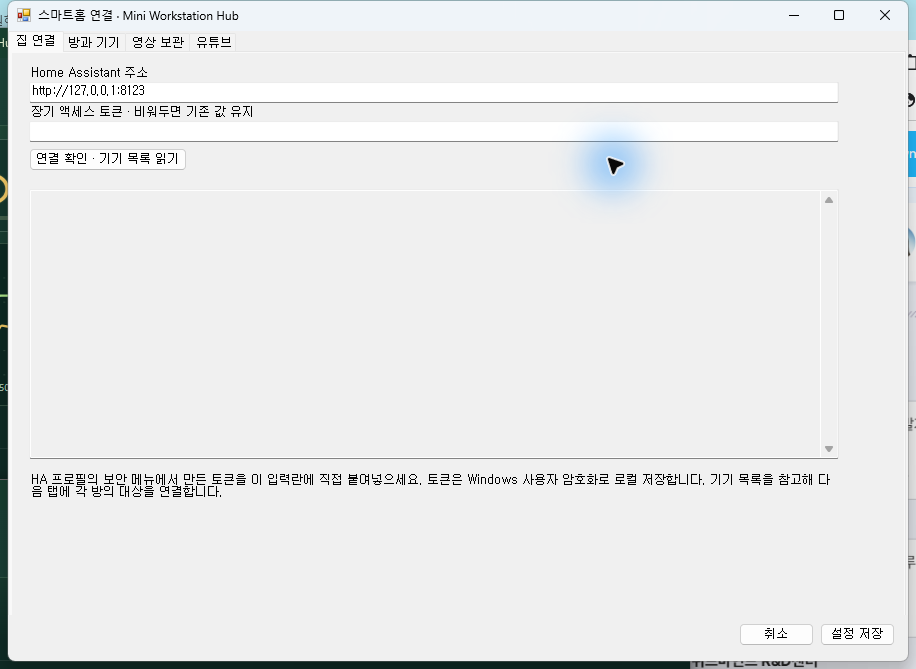 스마트홈 연결 · Mini Workstation Hub
집 연결 방과 기기 영상 보관 유튜브
Home Assistant 주소
http://127.0.0.1:8123
장기 액세스 토큰 · 비워두면 기존 값 유지
연결 확인 · 기기 목록 읽기
HA 프로필의 보안 메뉴에서 만든 토큰을 이 입력란에 직접 붙여넣으세요. 토큰은 Windows 사용자 암호화로 로컬 저장합니다. 기기 목록을 참고해 다
음 탭에 각 방의 대상을 연결합니다.
취소 설정 저장